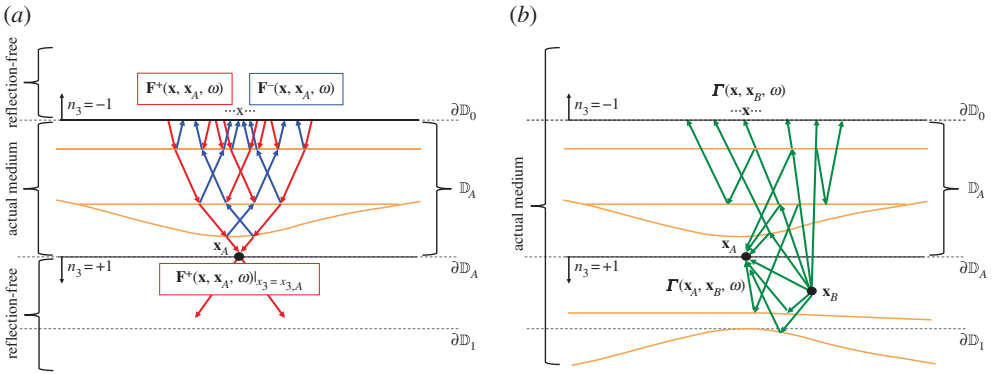 (a)
reflection-free
F⁺(x, x_A, ω)
F⁻(x, x_A, ω)
···x···
n₃ = −1
∂𝔻₀
actual medium
𝔻_A
x_A
∂𝔻_A
n₃ = +1
F⁺(x, x_A, ω)|ₓ₃ ₌ ₓ₃,A
reflection-free
∂𝔻₁
(b)
Γ(x, x_B, ω)
···x···
n₃ = −1
∂𝔻₀
actual medium
𝔻_A
x_A
∂𝔻_A
n₃ = +1
Γ(x_A, x_B, ω)
x_B
∂𝔻₁